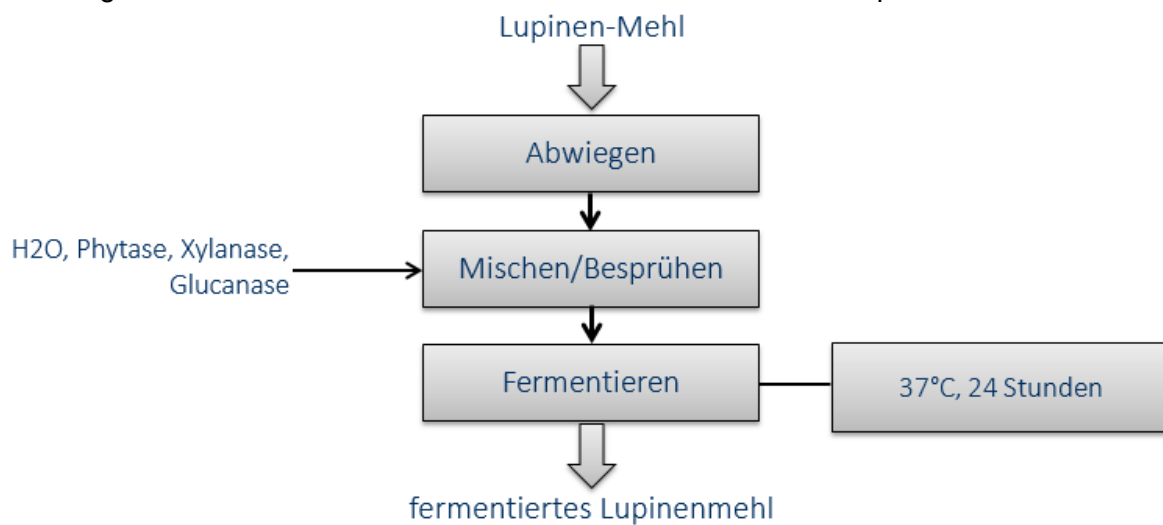 Lupinen-Mehl
Abwiegen
H2O, Phytase, Xylanase,
Glucanase
Mischen/Besprühen
Fermentieren
37°C, 24 Stunden
fermentiertes Lupinenmehl